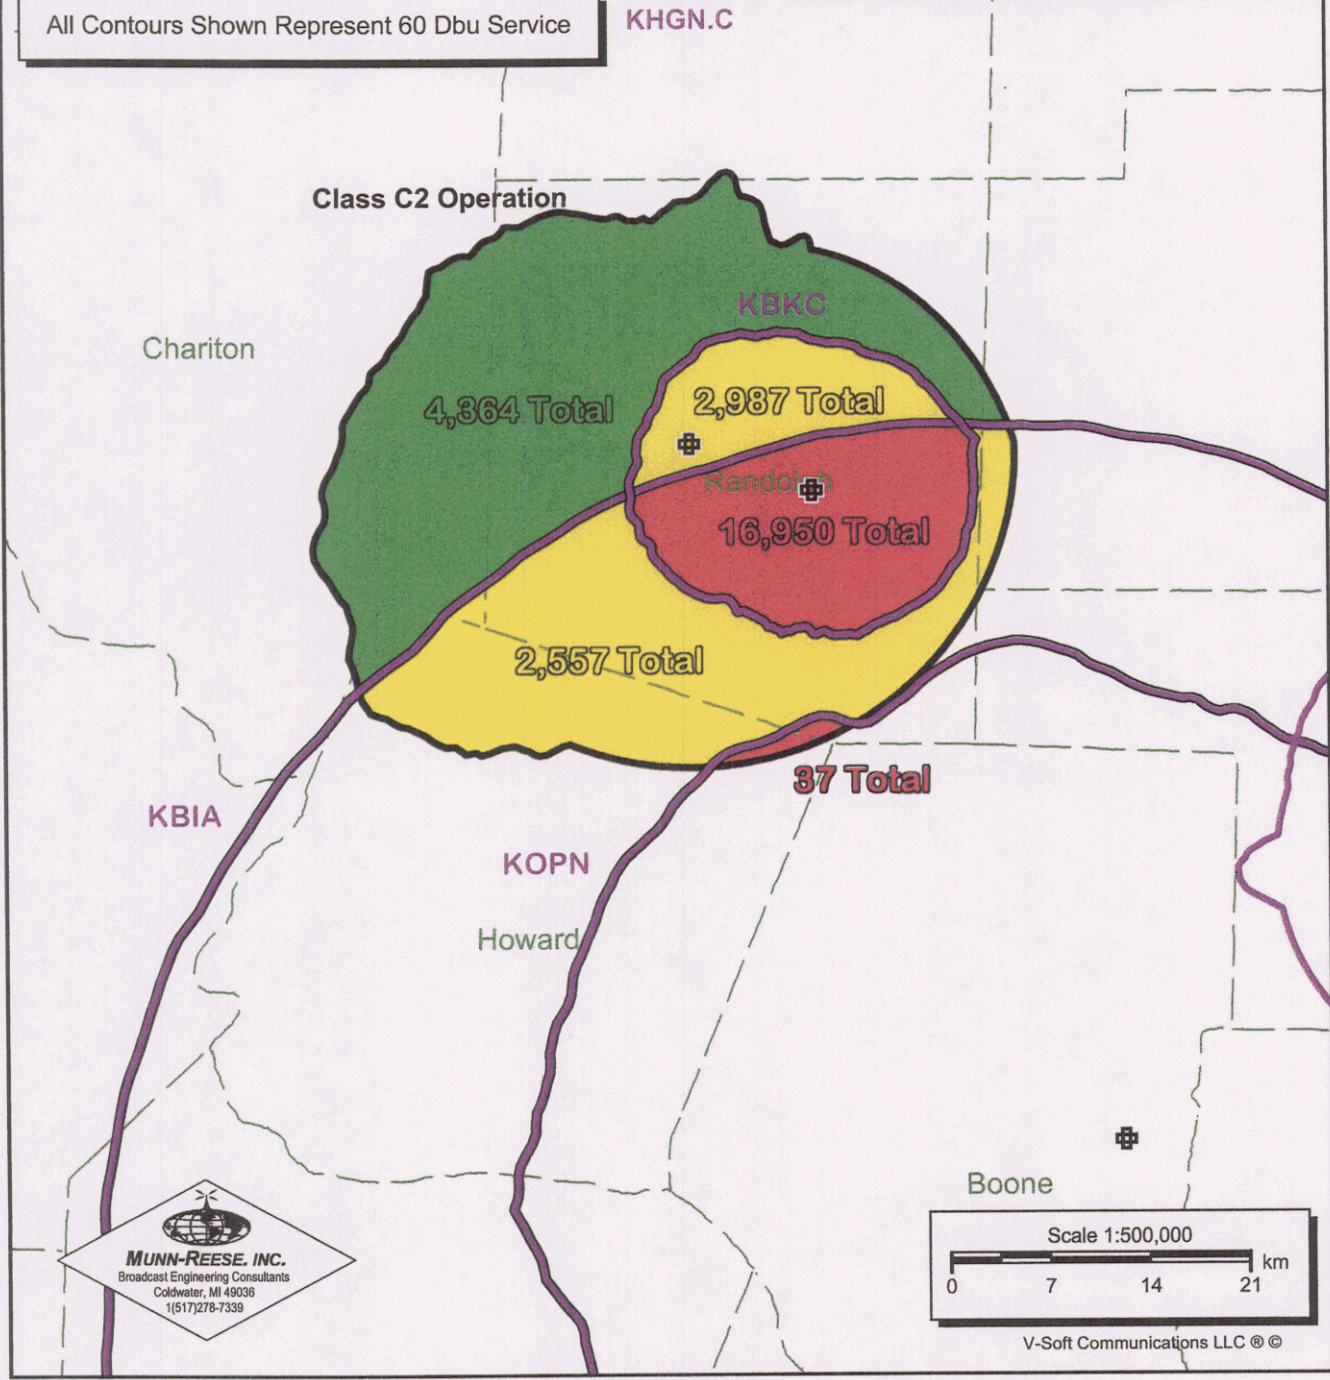 All Contours Shown Represent 60 Dbu Service
KHGN.C
Class C2 Operation
KBKC
Chariton
4,364 Total
2,987 Total
Randolph
16,950 Total
2,557 Total
37 Total
KBIA
KOPN
Howard
Boone
MUNN-REESE. INC.
Broadcast Engineering Consultants
Coldwater, MI 49036
1(517)278-7339
Scale 1:500,000
km
0 7 14 21
V-Soft Communications LLC ® ©